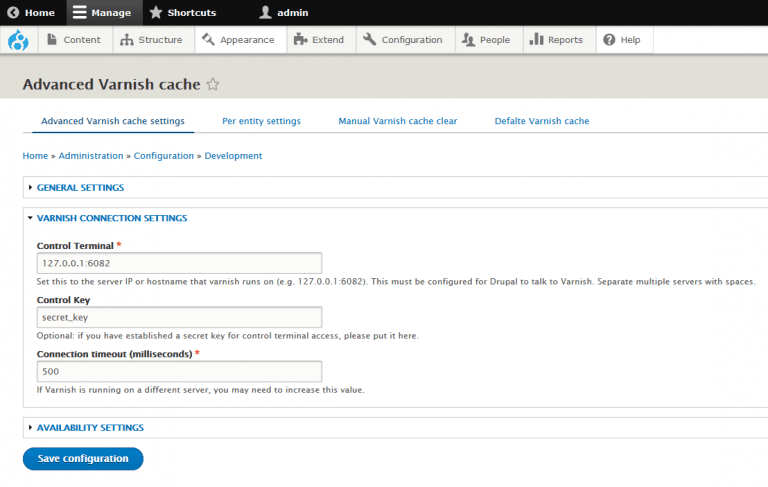 Home Manage Shortcuts admin
Content Structure Appearance Extend Configuration People Reports Help
Advanced Varnish cache
Advanced Varnish cache settings Per entity settings Manual Varnish cache clear Defalte Varnish cache
Home » Administration » Configuration » Development
GENERAL SETTINGS
VARNISH CONNECTION SETTINGS
Control Terminal *
127.0.0.1:6082
Set this to the server IP or hostname that varnish runs on (e.g. 127.0.0.1:6082). This must be configured for Drupal to talk to Varnish. Separate multiple servers with spaces.
Control Key
secret_key
Optional: if you have established a secret key for control terminal access, please put it here.
Connection timeout (milliseconds) *
500
If Varnish is running on a different server, you may need to increase this value.
AVAILABILITY SETTINGS
Save configuration